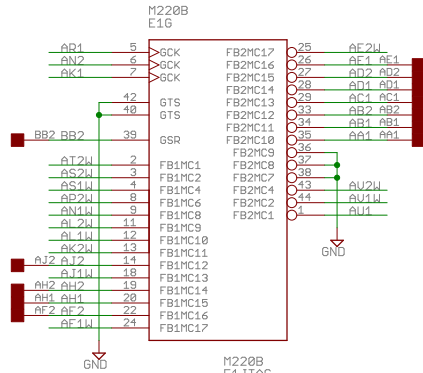 M220B
E1G
AR1 5 GCK FB2MC17 25 AE2W
AN2 6 GCK FB2MC16 26 AE1 AE1
AK1 7 GCK FB2MC15 27 AD2 AD2
FB2MC14 28 AD1 AD1
42 GTS FB2MC13 29 AC1 AC1
40 GTS FB2MC12 33 AB2 AB2
FB2MC11 34 AB1 AB1
BB2 BB2 39 GSR FB2MC10 35 AA1 AA1
FB2MC9 36
AT2W 2 FB1MC1 FB2MC8 37
AS2W 3 FB1MC2 FB2MC7 38
AS1W 4 FB1MC4 FB2MC4 43 AV2W
AP2W 8 FB1MC6 FB2MC2 44 AV1W
AN1W 9 FB1MC8 FB2MC1 1 AU1
AL2W 11 FB1MC9
AL1W 12 FB1MC10
AK2W 13 FB1MC11
AJ2 AJ2 14 FB1MC12
AJ1W 18 FB1MC13
AH2 AH2 19 FB1MC14
AH1 AH1 20 FB1MC15
AF2 AF2 22 FB1MC16
AF1W 24 FB1MC17
GND
GND
M220B
E1JTAG